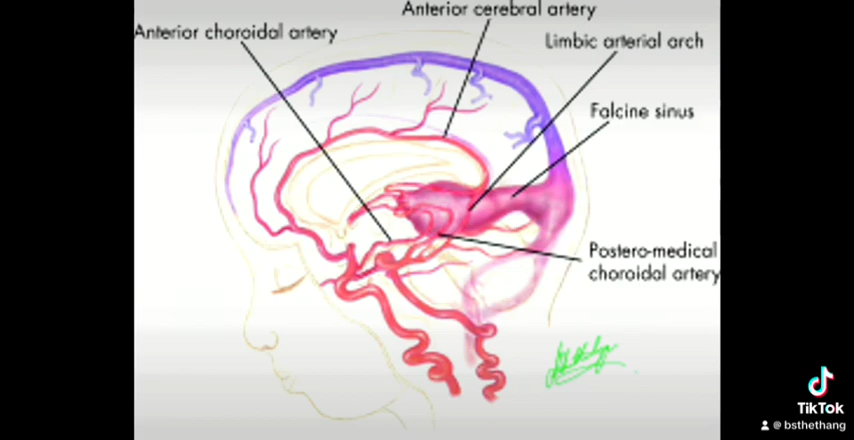 Anterior cerebral artery
Anterior choroidal artery
Limbic arterial arch
Falcine sinus
Postero-medical
choroidal artery
TikTok
@ bsthethang